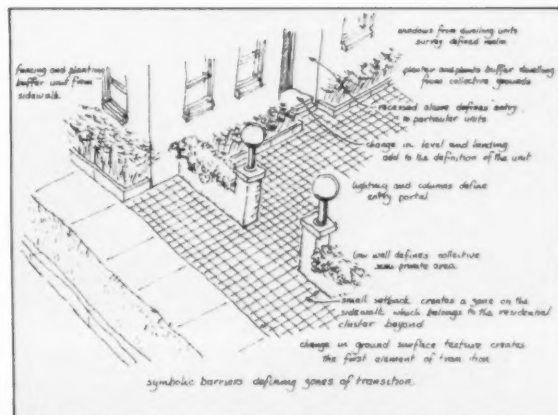 fencing and planting
buffer unit from
sidewalk.
windows from dwelling units
survey defined realm
planter and plants buffer dwelling
from collective grounds
recessed alcove defines entry
to particular units.
change in level and landing
add to the definition of the unit
lighting and columns define
entry portal
low wall defines collective
semi-private area.
small setback creates a zone on the
sidewalk which belongs to the residential
cluster beyond
change in ground surface texture creates
the first element of transition
symbolic barriers defining zones of transition.